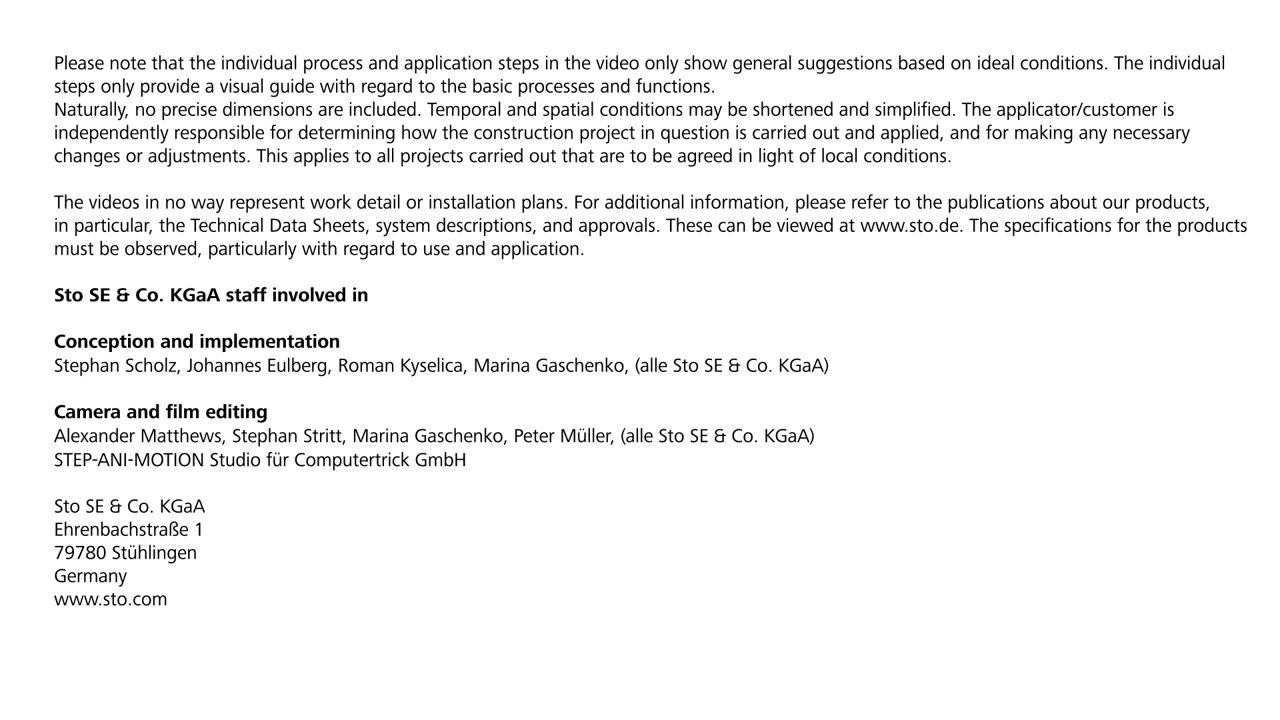 Please note that the individual process and application steps in the video only show general suggestions based on ideal conditions. The individual
steps only provide a visual guide with regard to the basic processes and functions.
Naturally, no precise dimensions are included. Temporal and spatial conditions may be shortened and simplified. The applicator/customer is
independently responsible for determining how the construction project in question is carried out and applied, and for making any necessary
changes or adjustments. This applies to all projects carried out that are to be agreed in light of local conditions.
The videos in no way represent work detail or installation plans. For additional information, please refer to the publications about our products,
in particular, the Technical Data Sheets, system descriptions, and approvals. These can be viewed at www.sto.de. The specifications for the products
must be observed, particularly with regard to use and application.
Sto SE & Co. KGaA staff involved in
Conception and implementation
Stephan Scholz, Johannes Eulberg, Roman Kyselica, Marina Gaschenko, (alle Sto SE & Co. KGaA)
Camera and film editing
Alexander Matthews, Stephan Stritt, Marina Gaschenko, Peter Müller, (alle Sto SE & Co. KGaA)
STEP-ANI-MOTION Studio für Computertrick GmbH
Sto SE & Co. KGaA
Ehrenbachstraße 1
79780 Stühlingen
Germany
www.sto.com